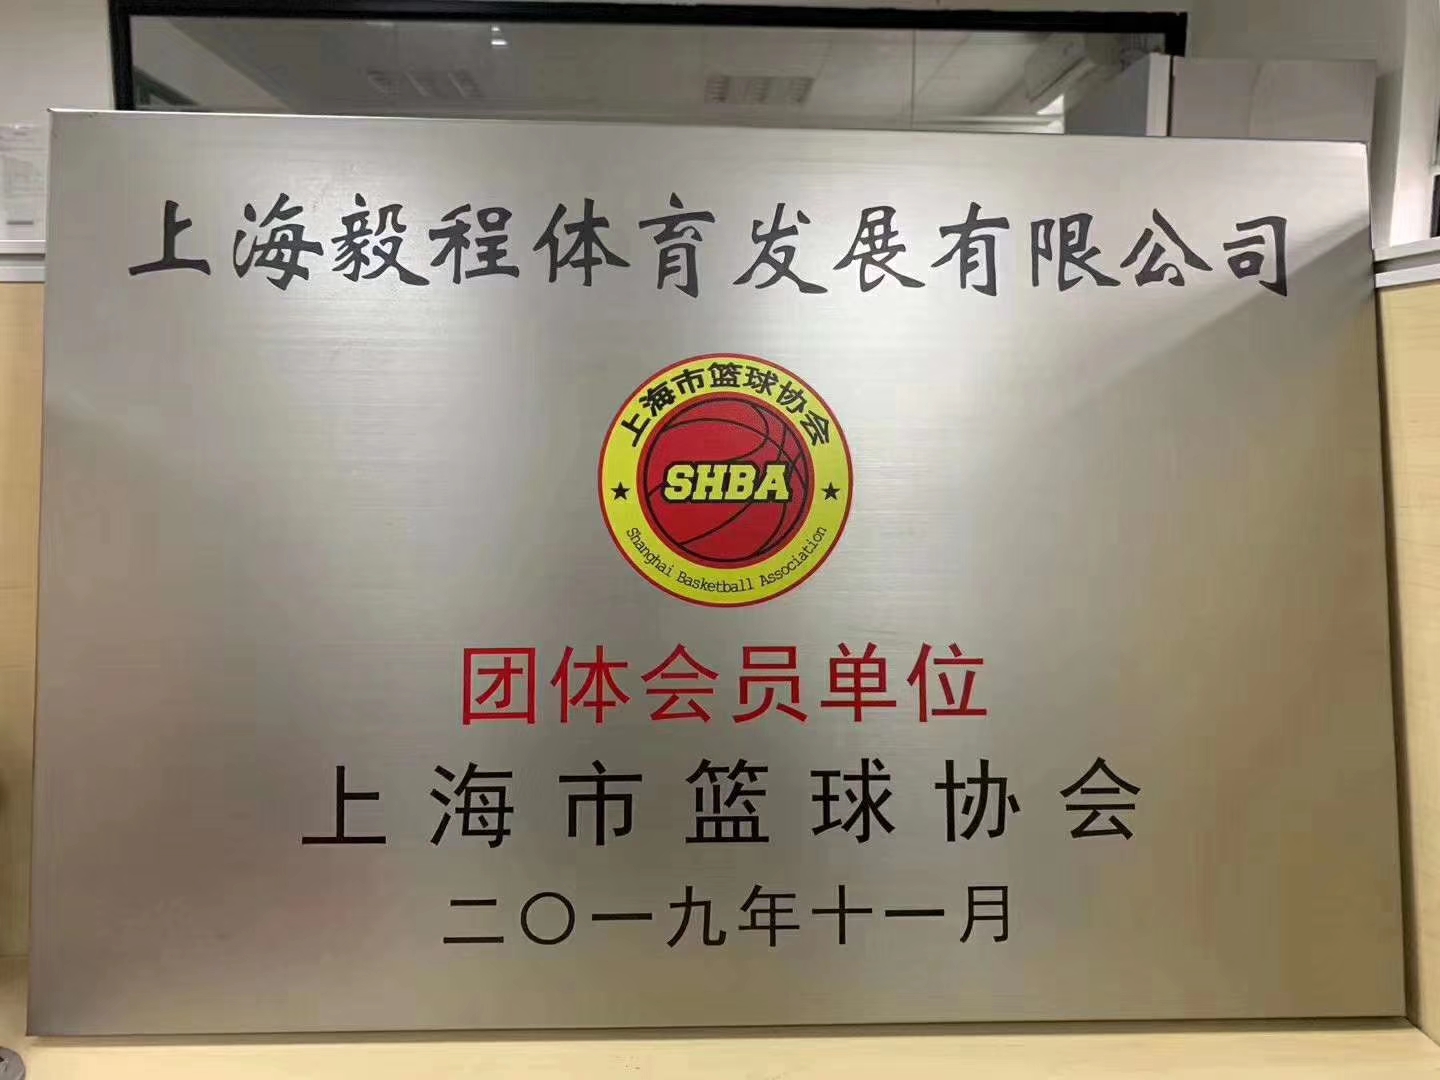 上海毅程体育发展有限公司
上海市篮球协会
SHBA
Shanghai Basketball Association
团体会员单位
上海市篮球协会
二〇一九年十一月